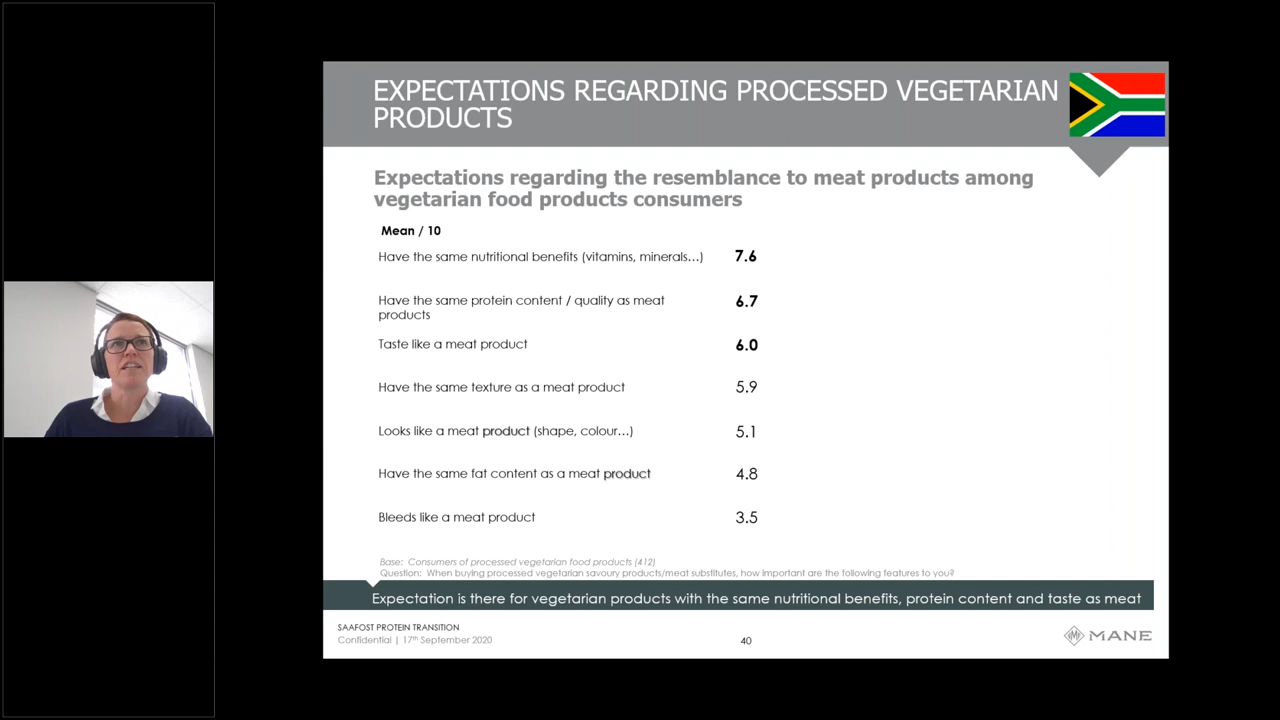 EXPECTATIONS REGARDING PROCESSED VEGETARIAN
PRODUCTS
Expectations regarding the resemblance to meat products among
vegetarian food products consumers
Mean / 10
Have the same nutritional benefits (vitamins, minerals...) 7.6
Have the same protein content / quality as meat
products 6.7
Taste like a meat product 6.0
Have the same texture as a meat product 5.9
Looks like a meat product (shape, colour...) 5.1
Have the same fat content as a meat product 4.8
Bleeds like a meat product 3.5
Base: Consumers of processed vegetarian food products (412)
Question: When buying processed vegetarian savoury products/meat substitutes, how important are the following features to you?
Expectation is there for vegetarian products with the same nutritional benefits, protein content and taste as meat
SAAFOST PROTEIN TRANSITION
Confidential | 17th September 2020
40
MANE